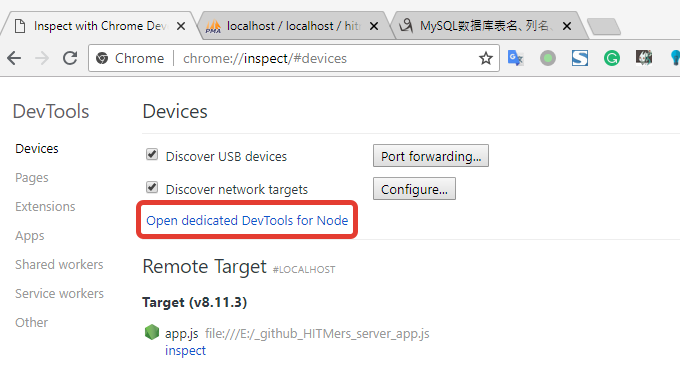 Inspect with Chrome Dev
PMA localhost / localhost / hit
MySQL数据库表名、列名、
Chrome chrome://inspect/#devices
DevTools
Devices
Pages
Extensions
Apps
Shared workers
Service workers
Other
Devices
Discover USB devices
Port forwarding...
Discover network targets
Configure...
Open dedicated DevTools for Node
Remote Target #LOCALHOST
Target (v8.11.3)
app.js file:///E:/_github_HITMers_server_app.js
inspect